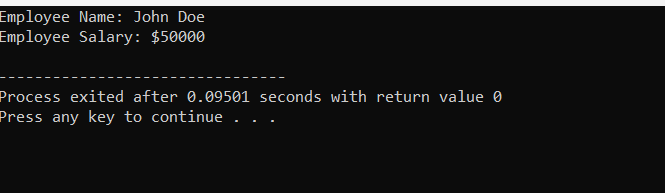 Employee Name: John Doe
Employee Salary: $50000
--------------------------------
Process exited after 0.09501 seconds with return value 0
Press any key to continue . . .